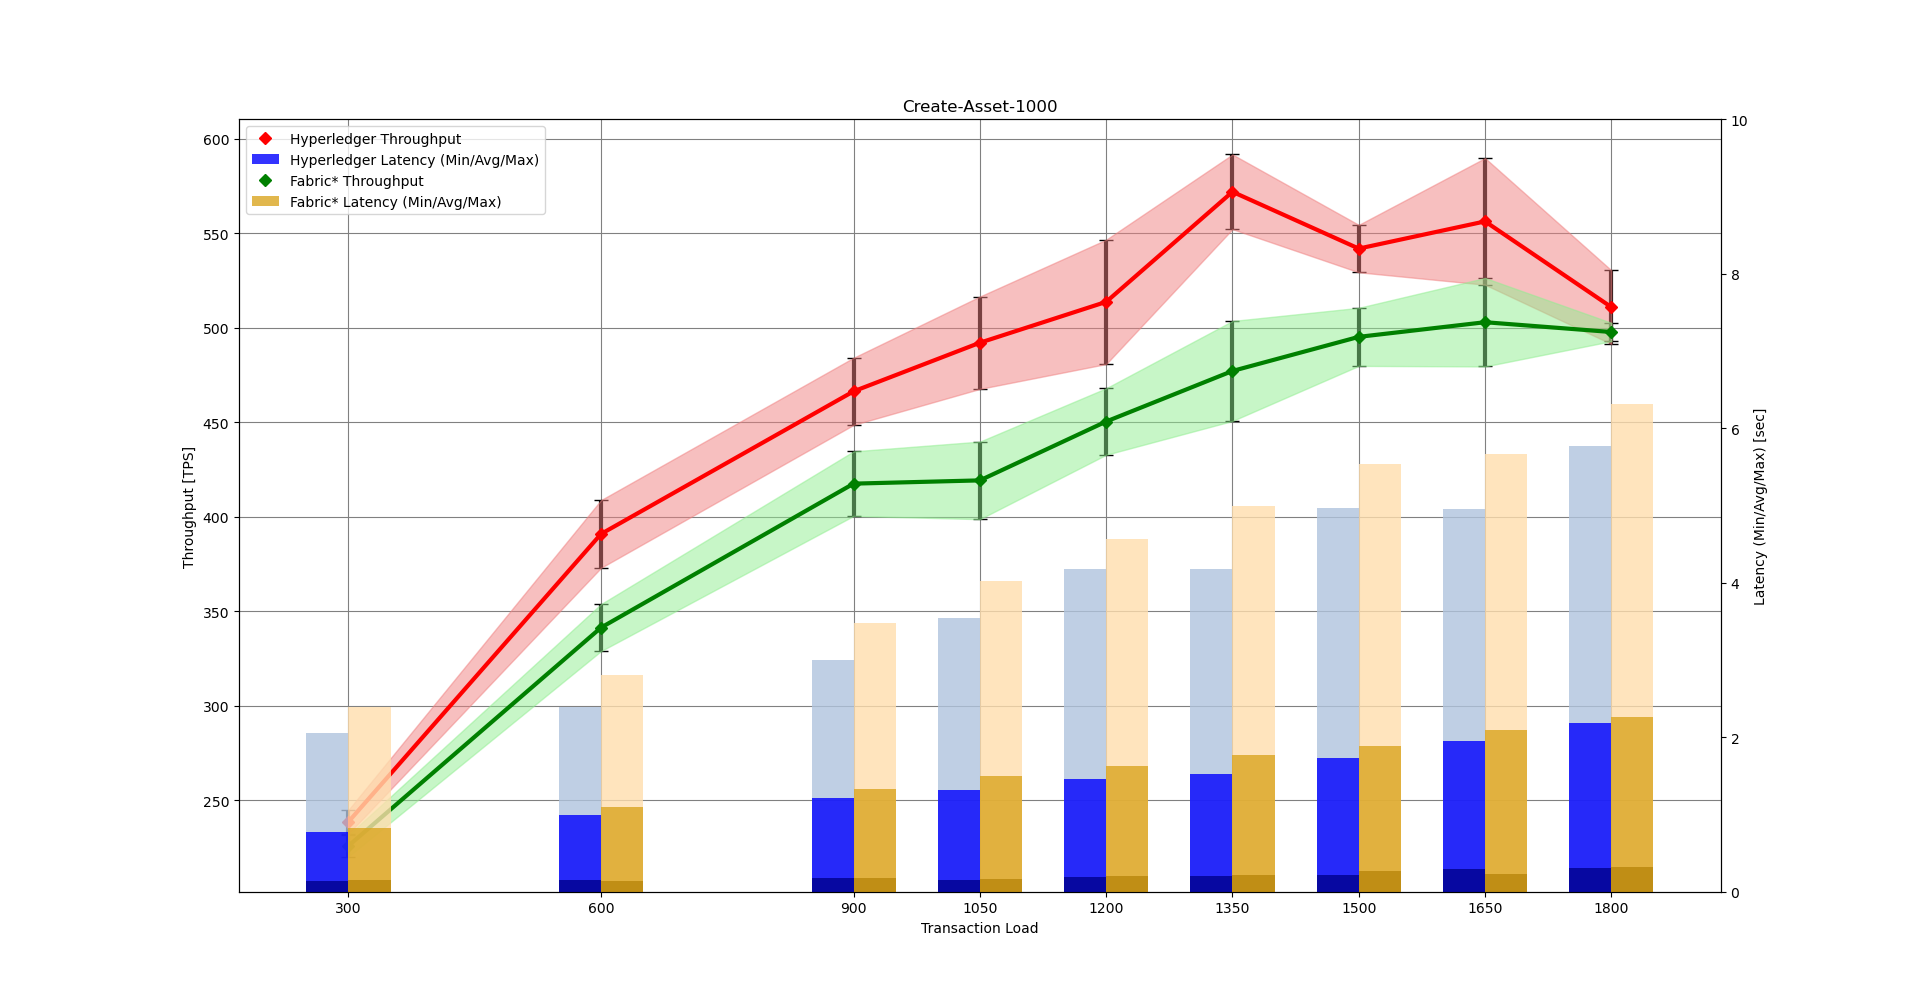 Create-Asset-1000
Hyperledger Throughput
Hyperledger Latency (Min/Avg/Max)
Fabric* Throughput
Fabric* Latency (Min/Avg/Max)
Throughput [TPS]
600
550
500
450
400
350
300
250
10
8
6
4
2
0
Latency (Min/Avg/Max) [sec]
300 600 900 1050 1200 1350 1500 1650 1800
Transaction Load